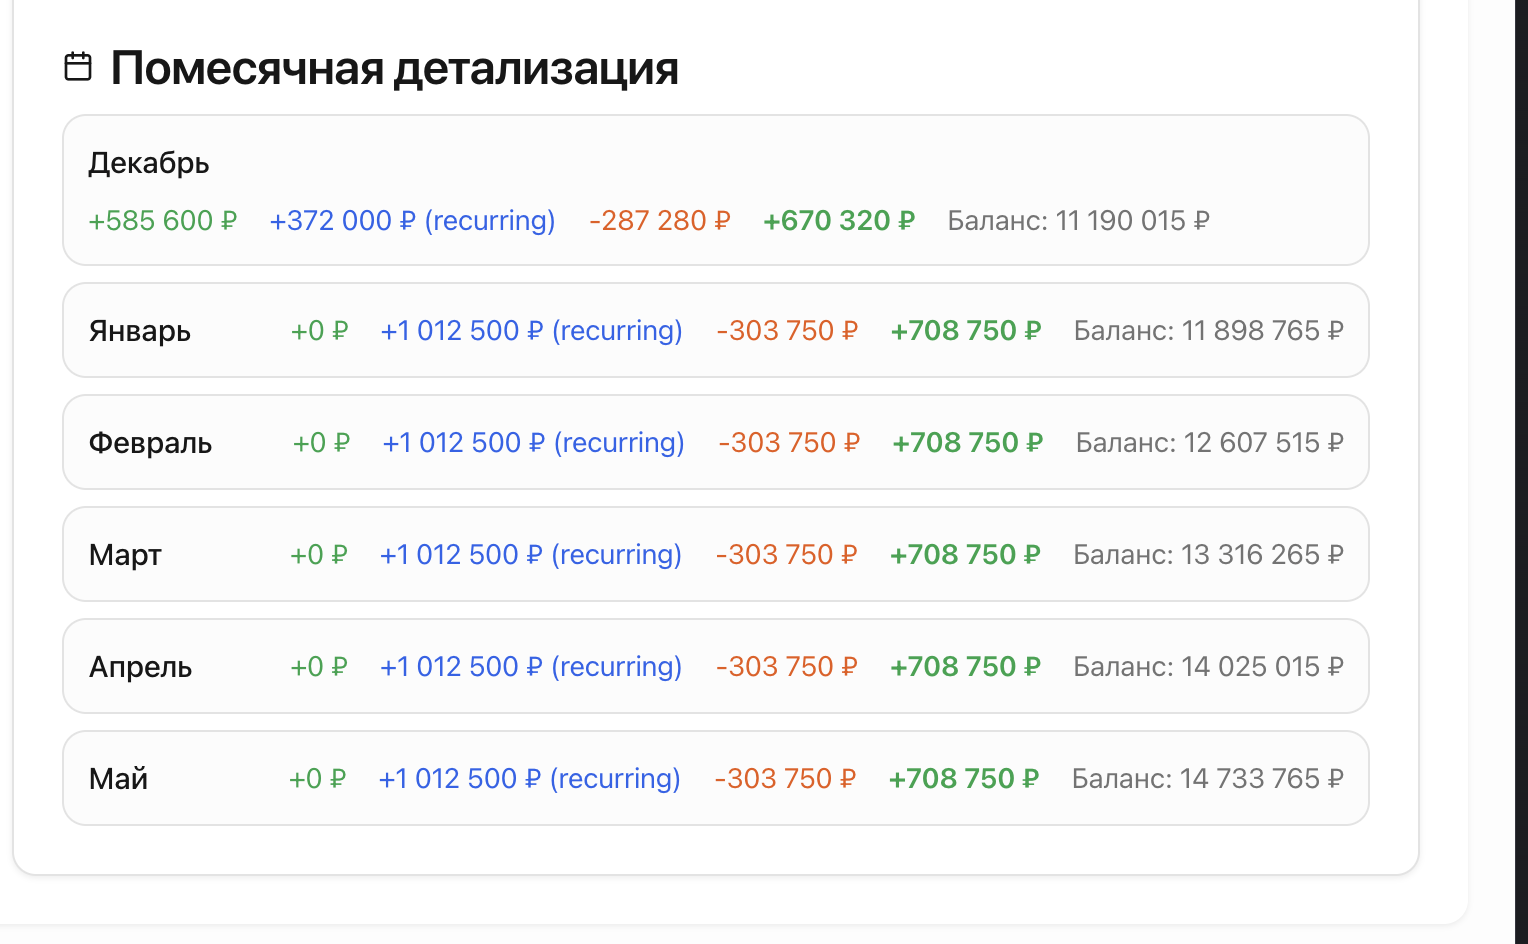 Помесячная детализация
Декабрь
+585 600 ₽ +372 000 ₽ (recurring) -287 280 ₽ +670 320 ₽ Баланс: 11 190 015 ₽
Январь +0 ₽ +1 012 500 ₽ (recurring) -303 750 ₽ +708 750 ₽ Баланс: 11 898 765 ₽
Февраль +0 ₽ +1 012 500 ₽ (recurring) -303 750 ₽ +708 750 ₽ Баланс: 12 607 515 ₽
Март +0 ₽ +1 012 500 ₽ (recurring) -303 750 ₽ +708 750 ₽ Баланс: 13 316 265 ₽
Апрель +0 ₽ +1 012 500 ₽ (recurring) -303 750 ₽ +708 750 ₽ Баланс: 14 025 015 ₽
Май +0 ₽ +1 012 500 ₽ (recurring) -303 750 ₽ +708 750 ₽ Баланс: 14 733 765 ₽